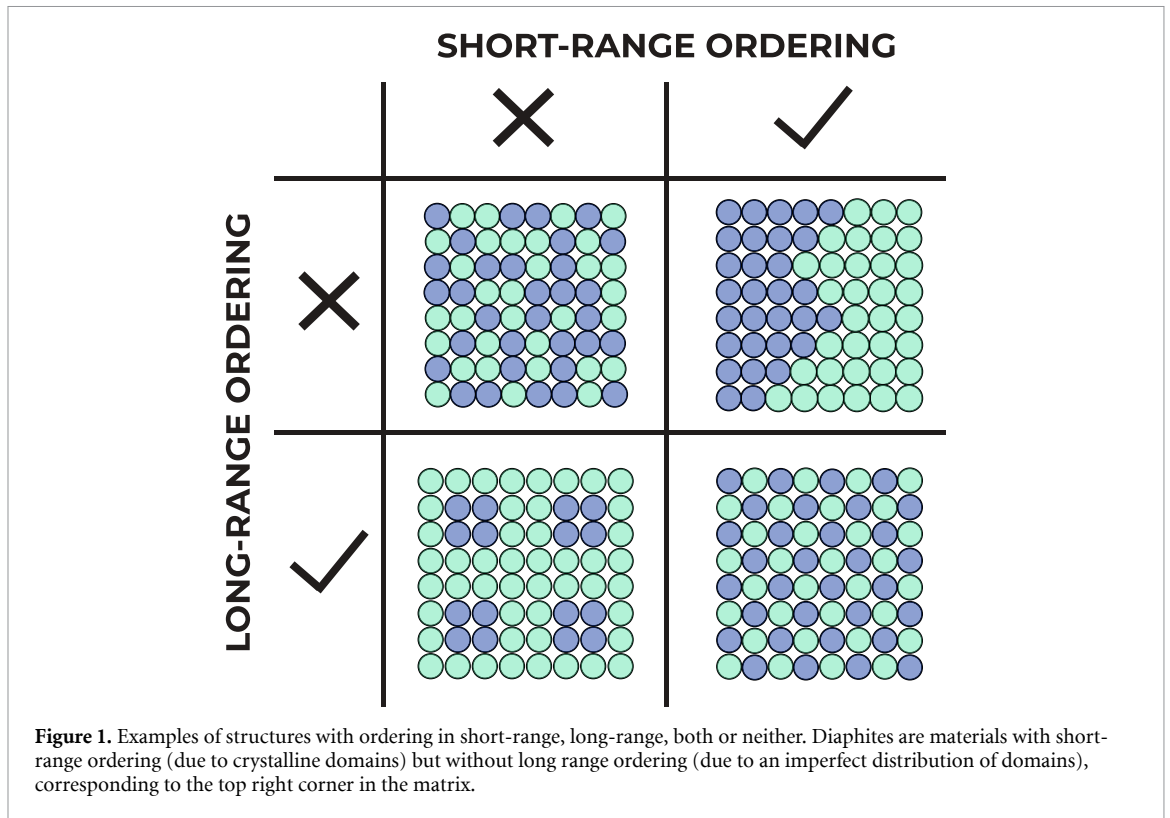 SHORT-RANGE ORDERING
LONG-RANGE ORDERING
Figure 1. Examples of structures with ordering in short-range, long-range, both or neither. Diaphites are materials with short-
range ordering (due to crystalline domains) but without long range ordering (due to an imperfect distribution of domains),
corresponding to the top right corner in the matrix.